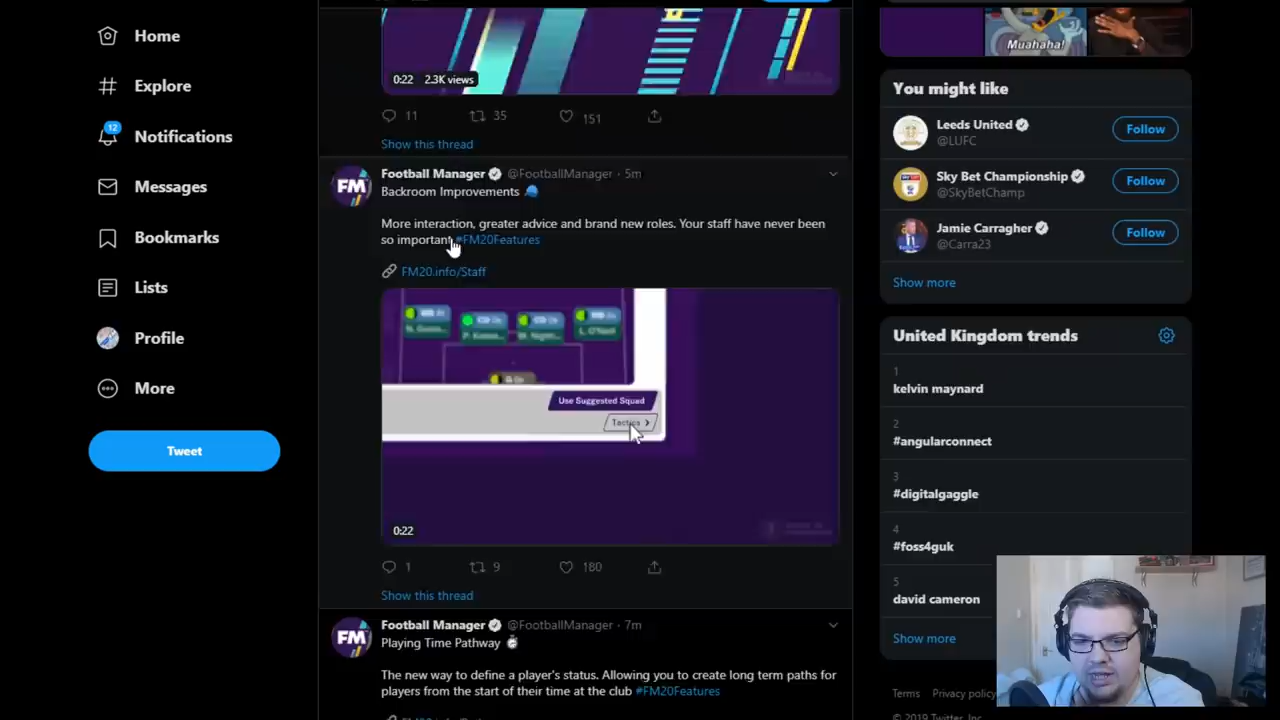 Home
Explore
12
Notifications
Messages
Bookmarks
Lists
Profile
More
Tweet
0:22 2.3K views
11 35 151
Show this thread
FM
Football Manager @FootballManager · 5m
Backroom Improvements
More interaction, greater advice and brand new roles. Your staff have never been
so important #FM20Features
FM20.info/Staff
Use Suggested Squad
Tactics >
0:22
1 9 180
Show this thread
FM
Football Manager @FootballManager · 7m
Playing Time Pathway
The new way to define a player's status. Allowing you to create long term paths for
players from the start of their time at the club #FM20Features
Muahaha!
You might like
Leeds United
@LUFC
Follow
Sky Bet Championship
@SkyBetChamp
Follow
Jamie Carragher
@Carra23
Follow
Show more
United Kingdom trends
1
kelvin maynard
2
#angularconnect
3
#digitalgaggle
4
#foss4guk
5
david cameron
Show more
Terms Privacy policy
© 2019 Twitter, Inc.